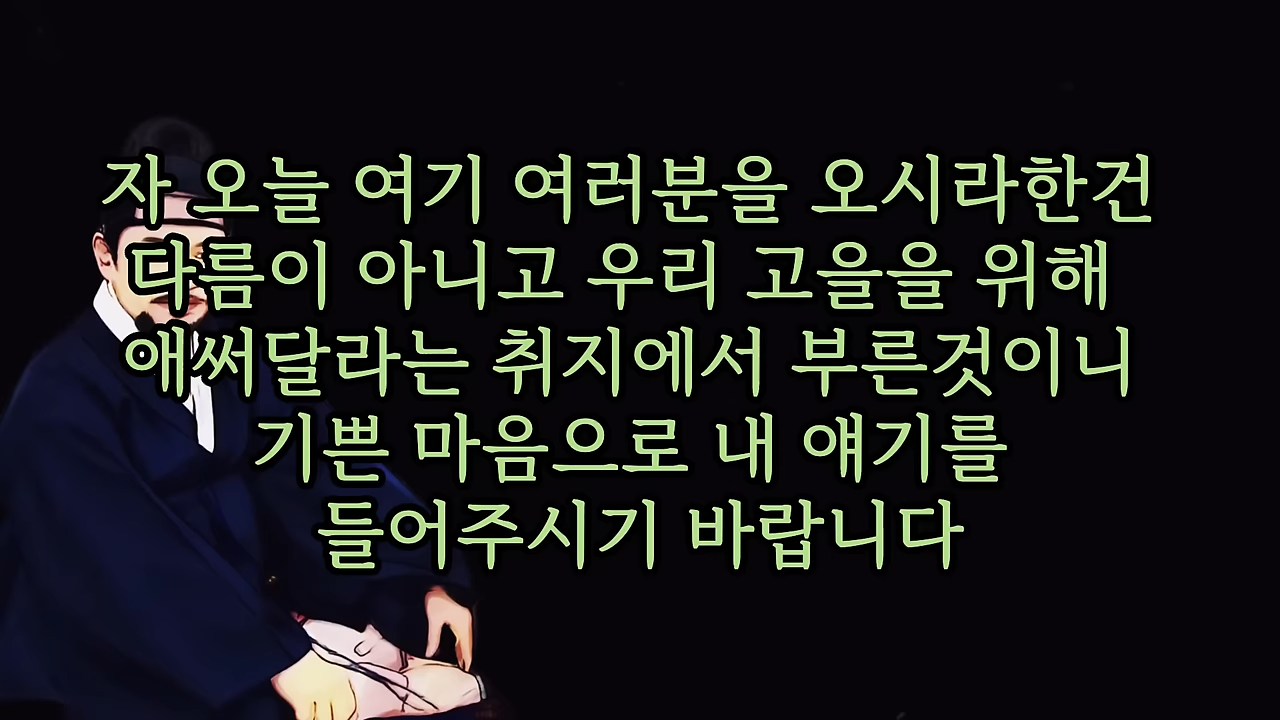 자 오늘 여기 여러분을 오시라한건
다름이 아니고 우리 고을을 위해
애써달라는 취지에서 부른것이니
기쁜 마음으로 내 얘기를
들어주시기 바랍니다